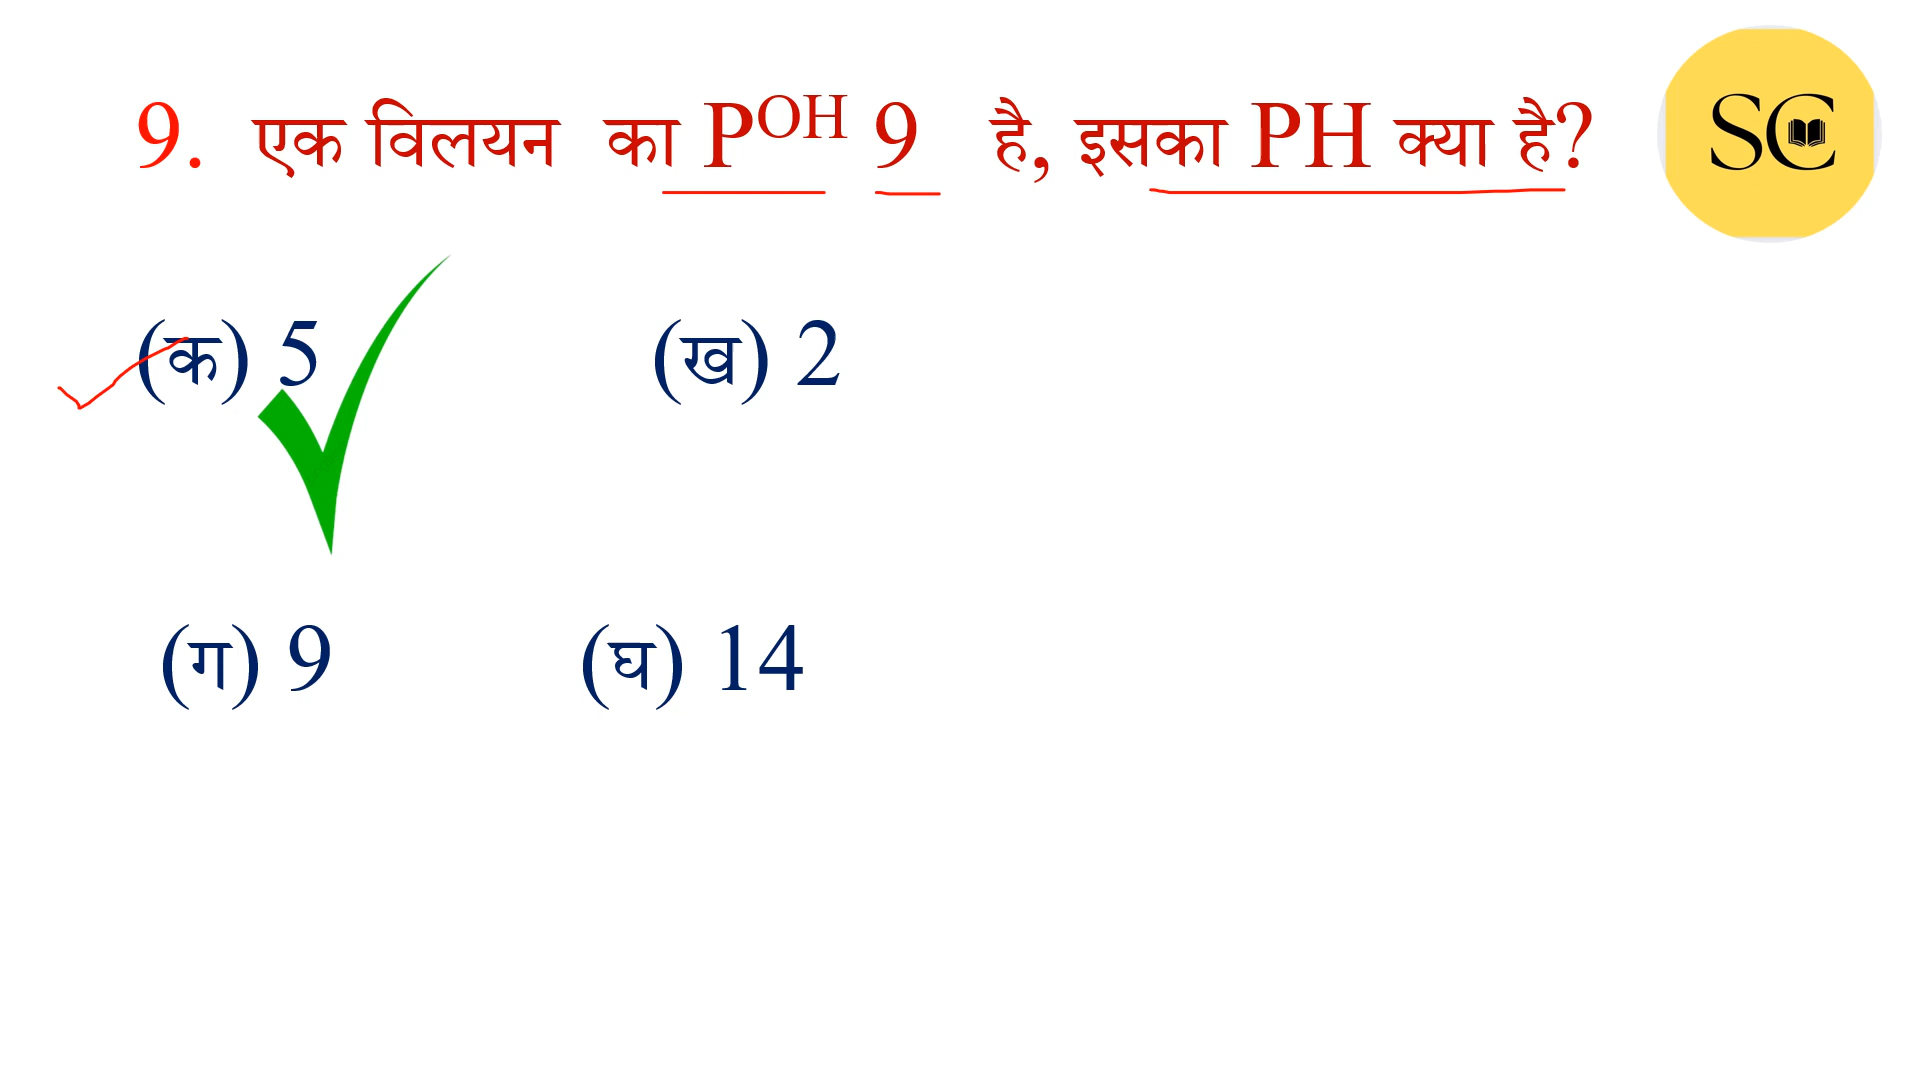 9. एक विलयन का P^OH 9 है, इसका PH क्या है?
SC
(क) 5 (ख) 2
(ग) 9 (घ) 14